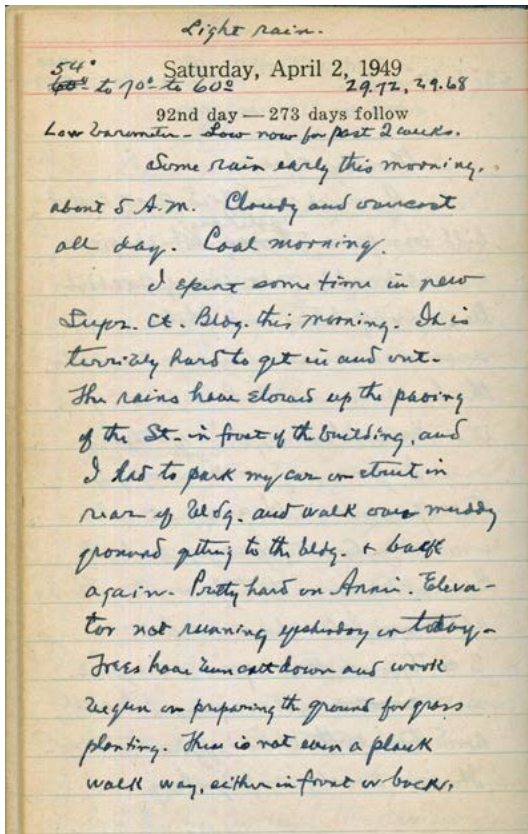 Light rain.
54°
60° to 70° to 60°
Saturday, April 2, 1949
29.72, 29.68
92nd day — 273 days follow
Low barometer - Low now for past 2 weeks.
Some rain early this morning,
about 5 A.M. Cloudy and overcast
all day. Cool morning.
I spent some time in new
Supr. Ct. Bldg. this morning. It is
terribly hard to get in and out.
The rains have slowed up the paving
of the St. in front of the building, and
I had to park my car on street in
rear of bldg. and walk over muddy
ground getting to the bldg. + back
again. Pretty hard on Annie. Eleva-
tor not running yesterday or today.
Trees have been cut down and work
begun on preparing the ground for grass
planting. There is not even a plank
walk way, either in front or back.